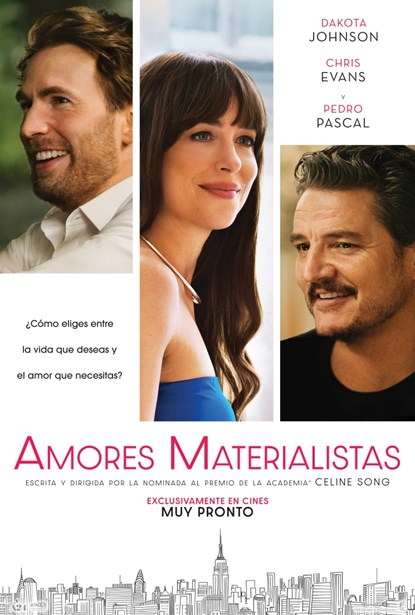 DAKOTA
JOHNSON
CHRIS
EVANS
Y
PEDRO
PASCAL
¿Cómo eliges entre
la vida que deseas y
el amor que necesitas?
AMORES MATERIALISTAS
ESCRITA Y DIRIGIDA POR LA NOMINADA AL PREMIO DE LA ACADEMIA® CELINE SONG
EXCLUSIVAMENTE EN CINES
MUY PRONTO